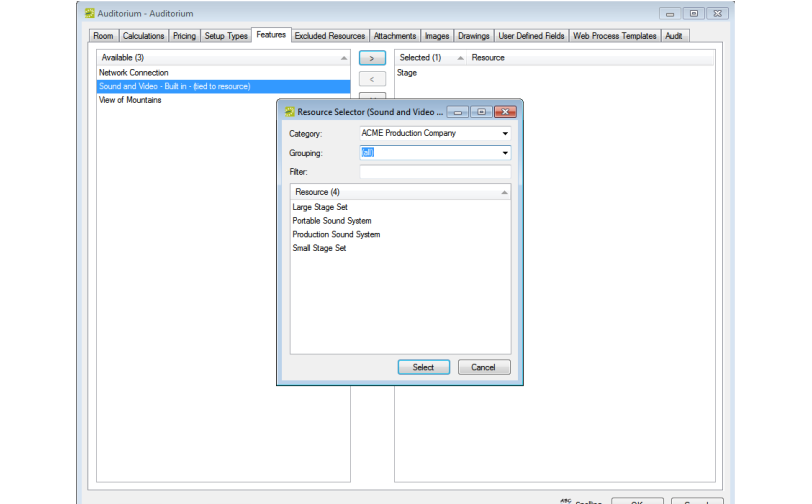 Auditorium - Auditorium
Room Calculations Pricing Setup Types Features Excluded Resources Attachments Images Drawings User Defined Fields Web Process Templates Audit
Available (3)
Network Connection
Sound and Video - Built in - (tied to resource)
View of Mountains
>
<
Selected (1) Resource
Stage
Resource Selector (Sound and Video ...
Category: ACME Production Company
Grouping: (all)
Filter:
Resource (4)
Large Stage Set
Portable Sound System
Production Sound System
Small Stage Set
Select Cancel
ABC Spelling OK Cancel